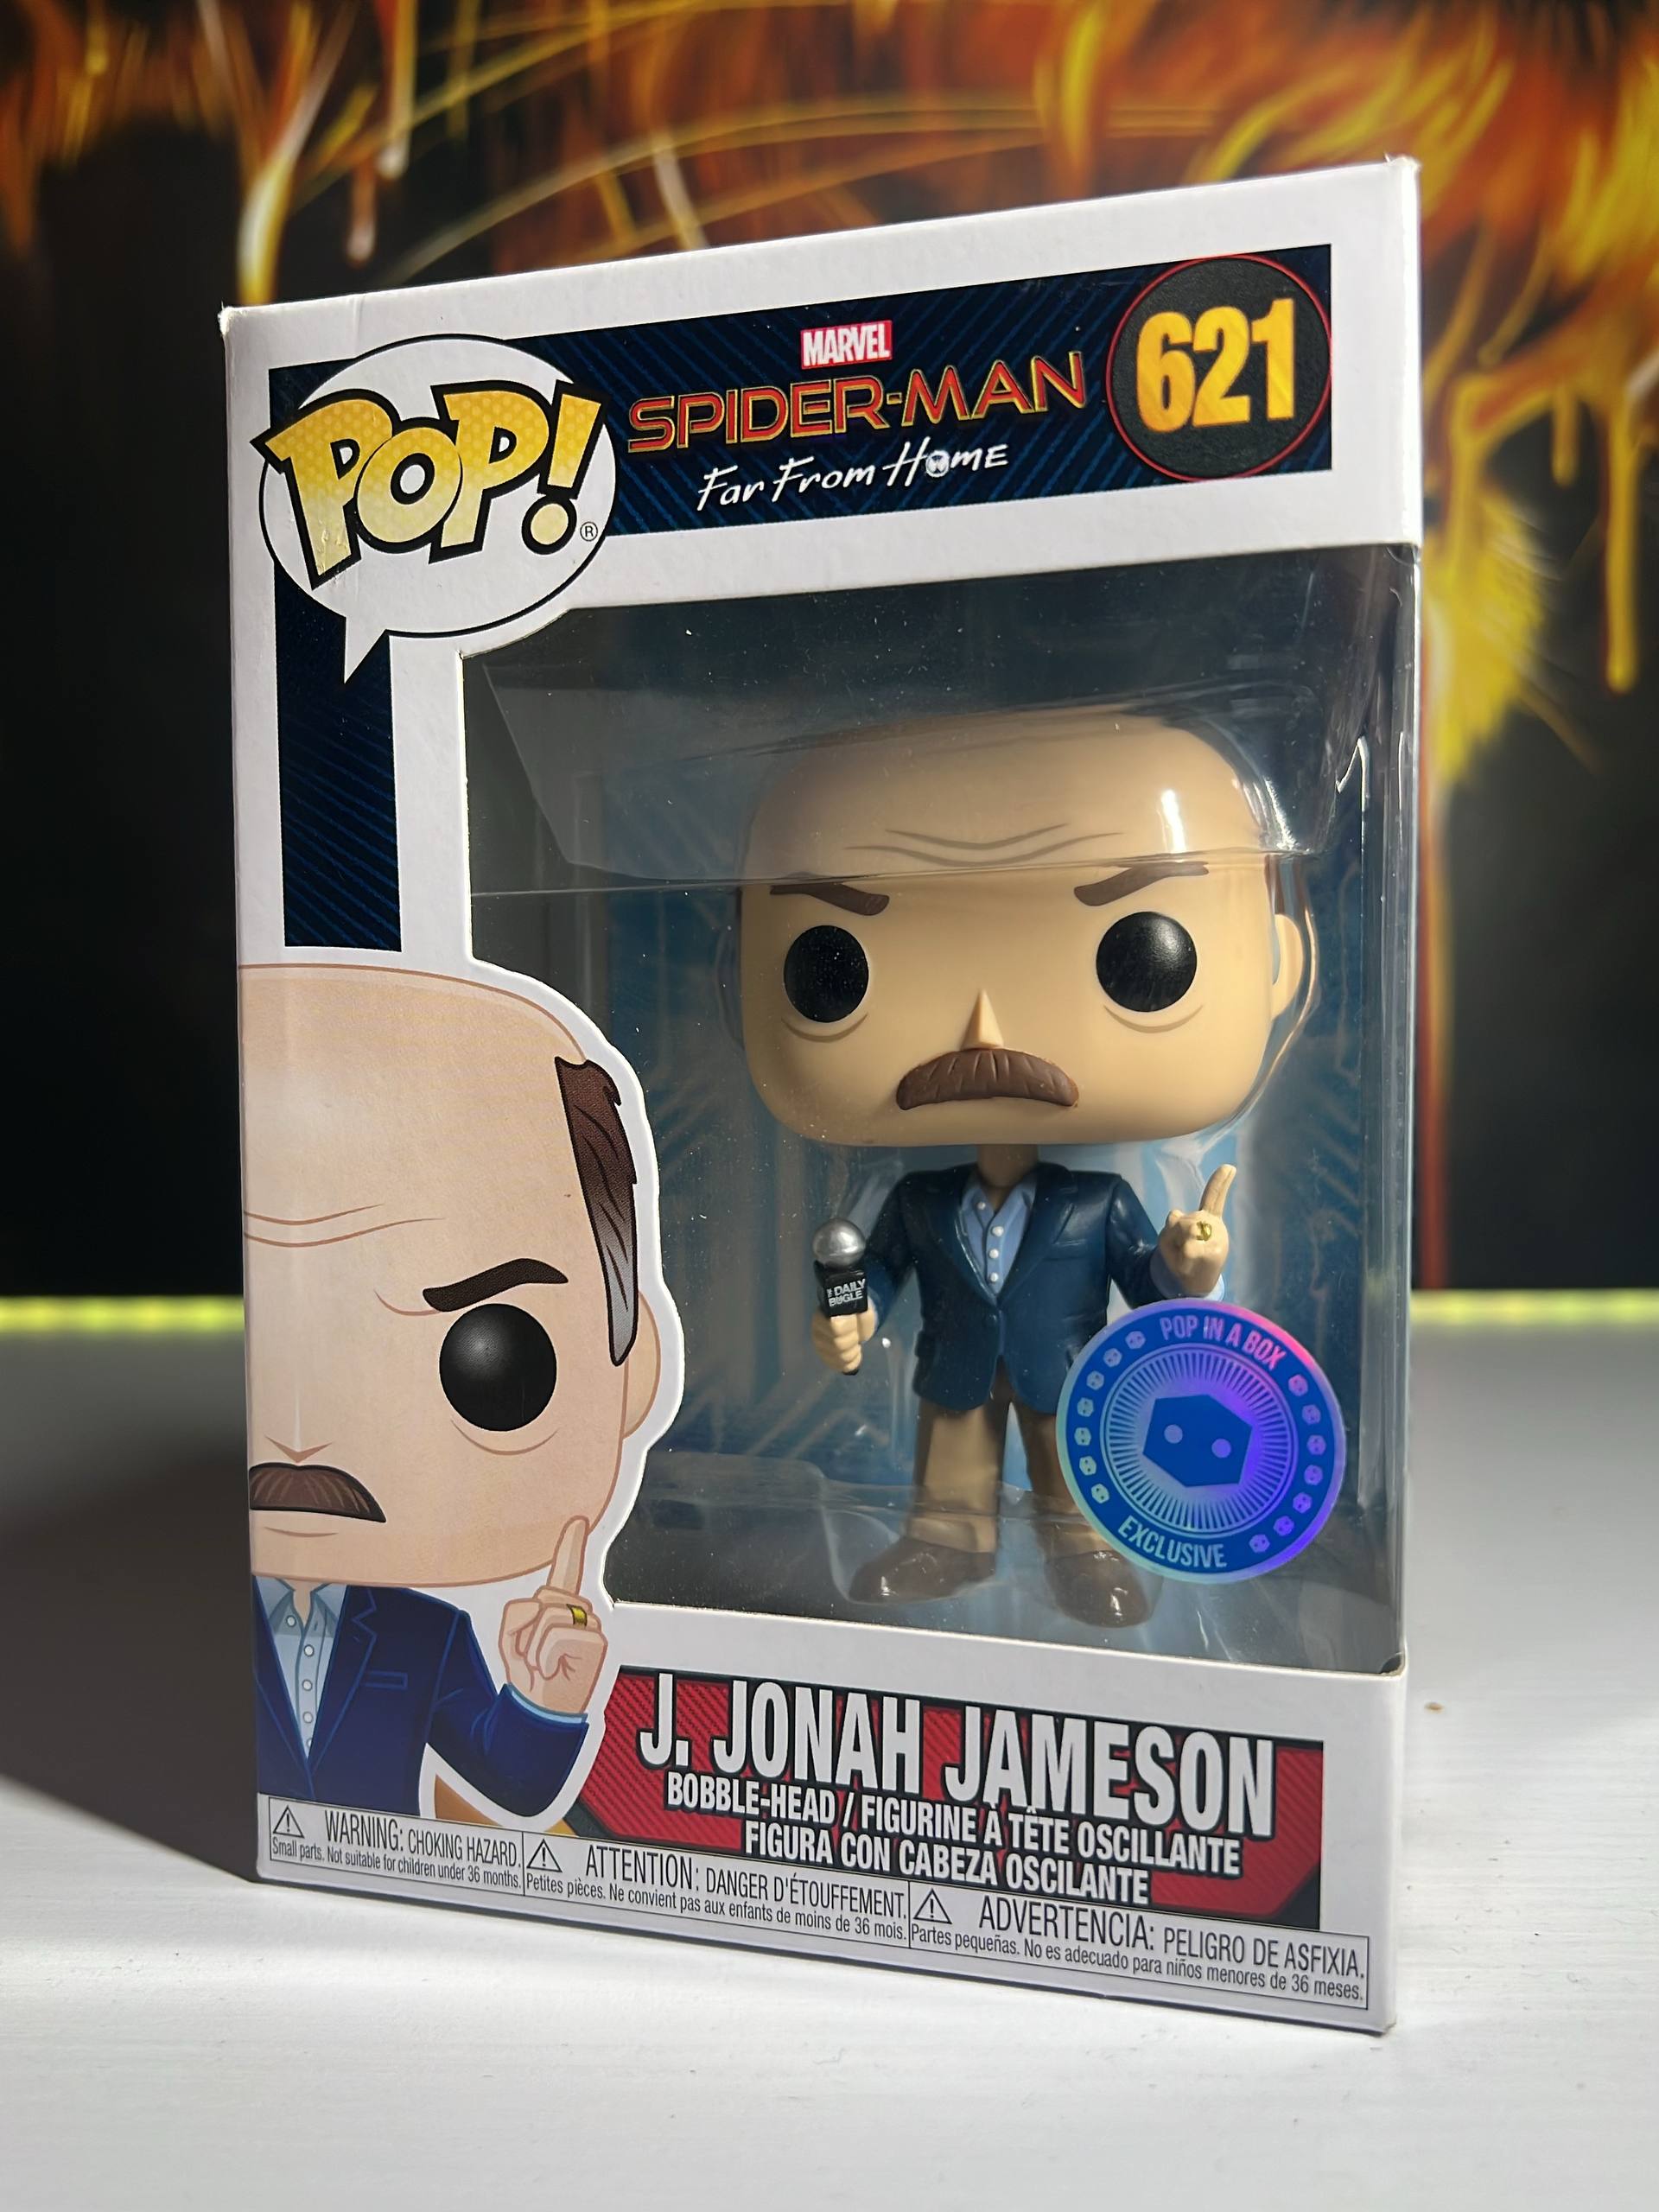 MARVEL
SPIDER-MAN
Far From HOME
621
POP!®
THE DAILY
BUGLE
POP IN A BOX
EXCLUSIVE
J. JONAH JAMESON
BOBBLE-HEAD / FIGURINE À TÊTE OSCILLANTE
FIGURA CON CABEZA OSCILANTE
WARNING: CHOKING HAZARD.
Small parts. Not suitable for children under 36 months.
ATTENTION: DANGER D'ÉTOUFFEMENT.
Petites pièces. Ne convient pas aux enfants de moins de 36 mois.
ADVERTENCIA: PELIGRO DE ASFIXIA.
Partes pequeñas. No es adecuado para niños menores de 36 meses.